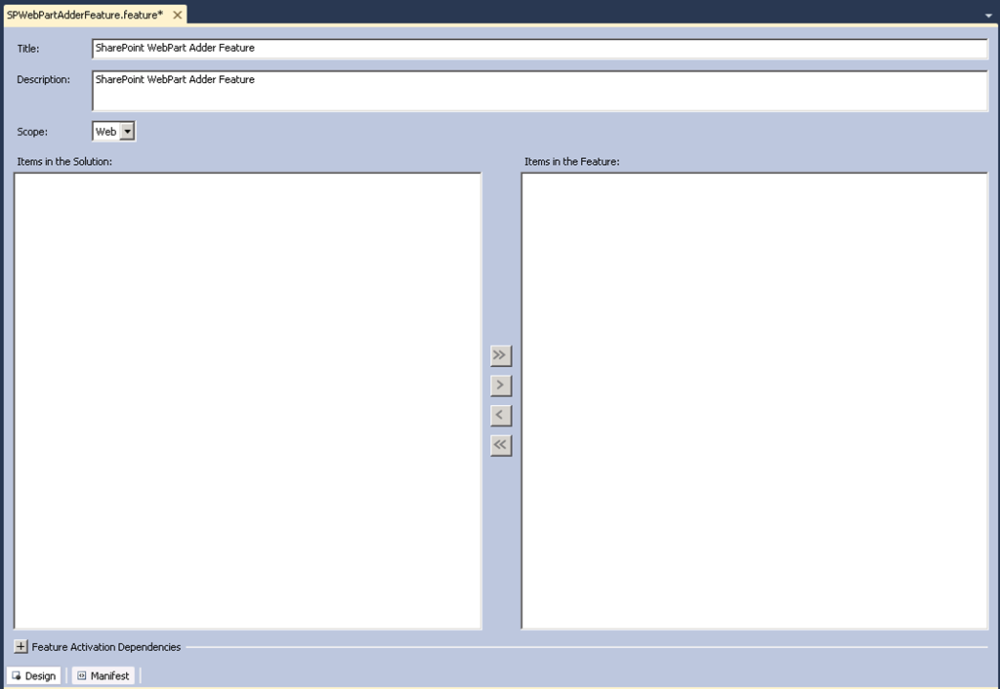 SPWebPartAdderFeature.feature*
Title:
SharePoint WebPart Adder Feature
Description:
SharePoint WebPart Adder Feature
Scope:
Web
Items in the Solution:
Items in the Feature:
>>
>
<
<<
Feature Activation Dependencies
Design
Manifest